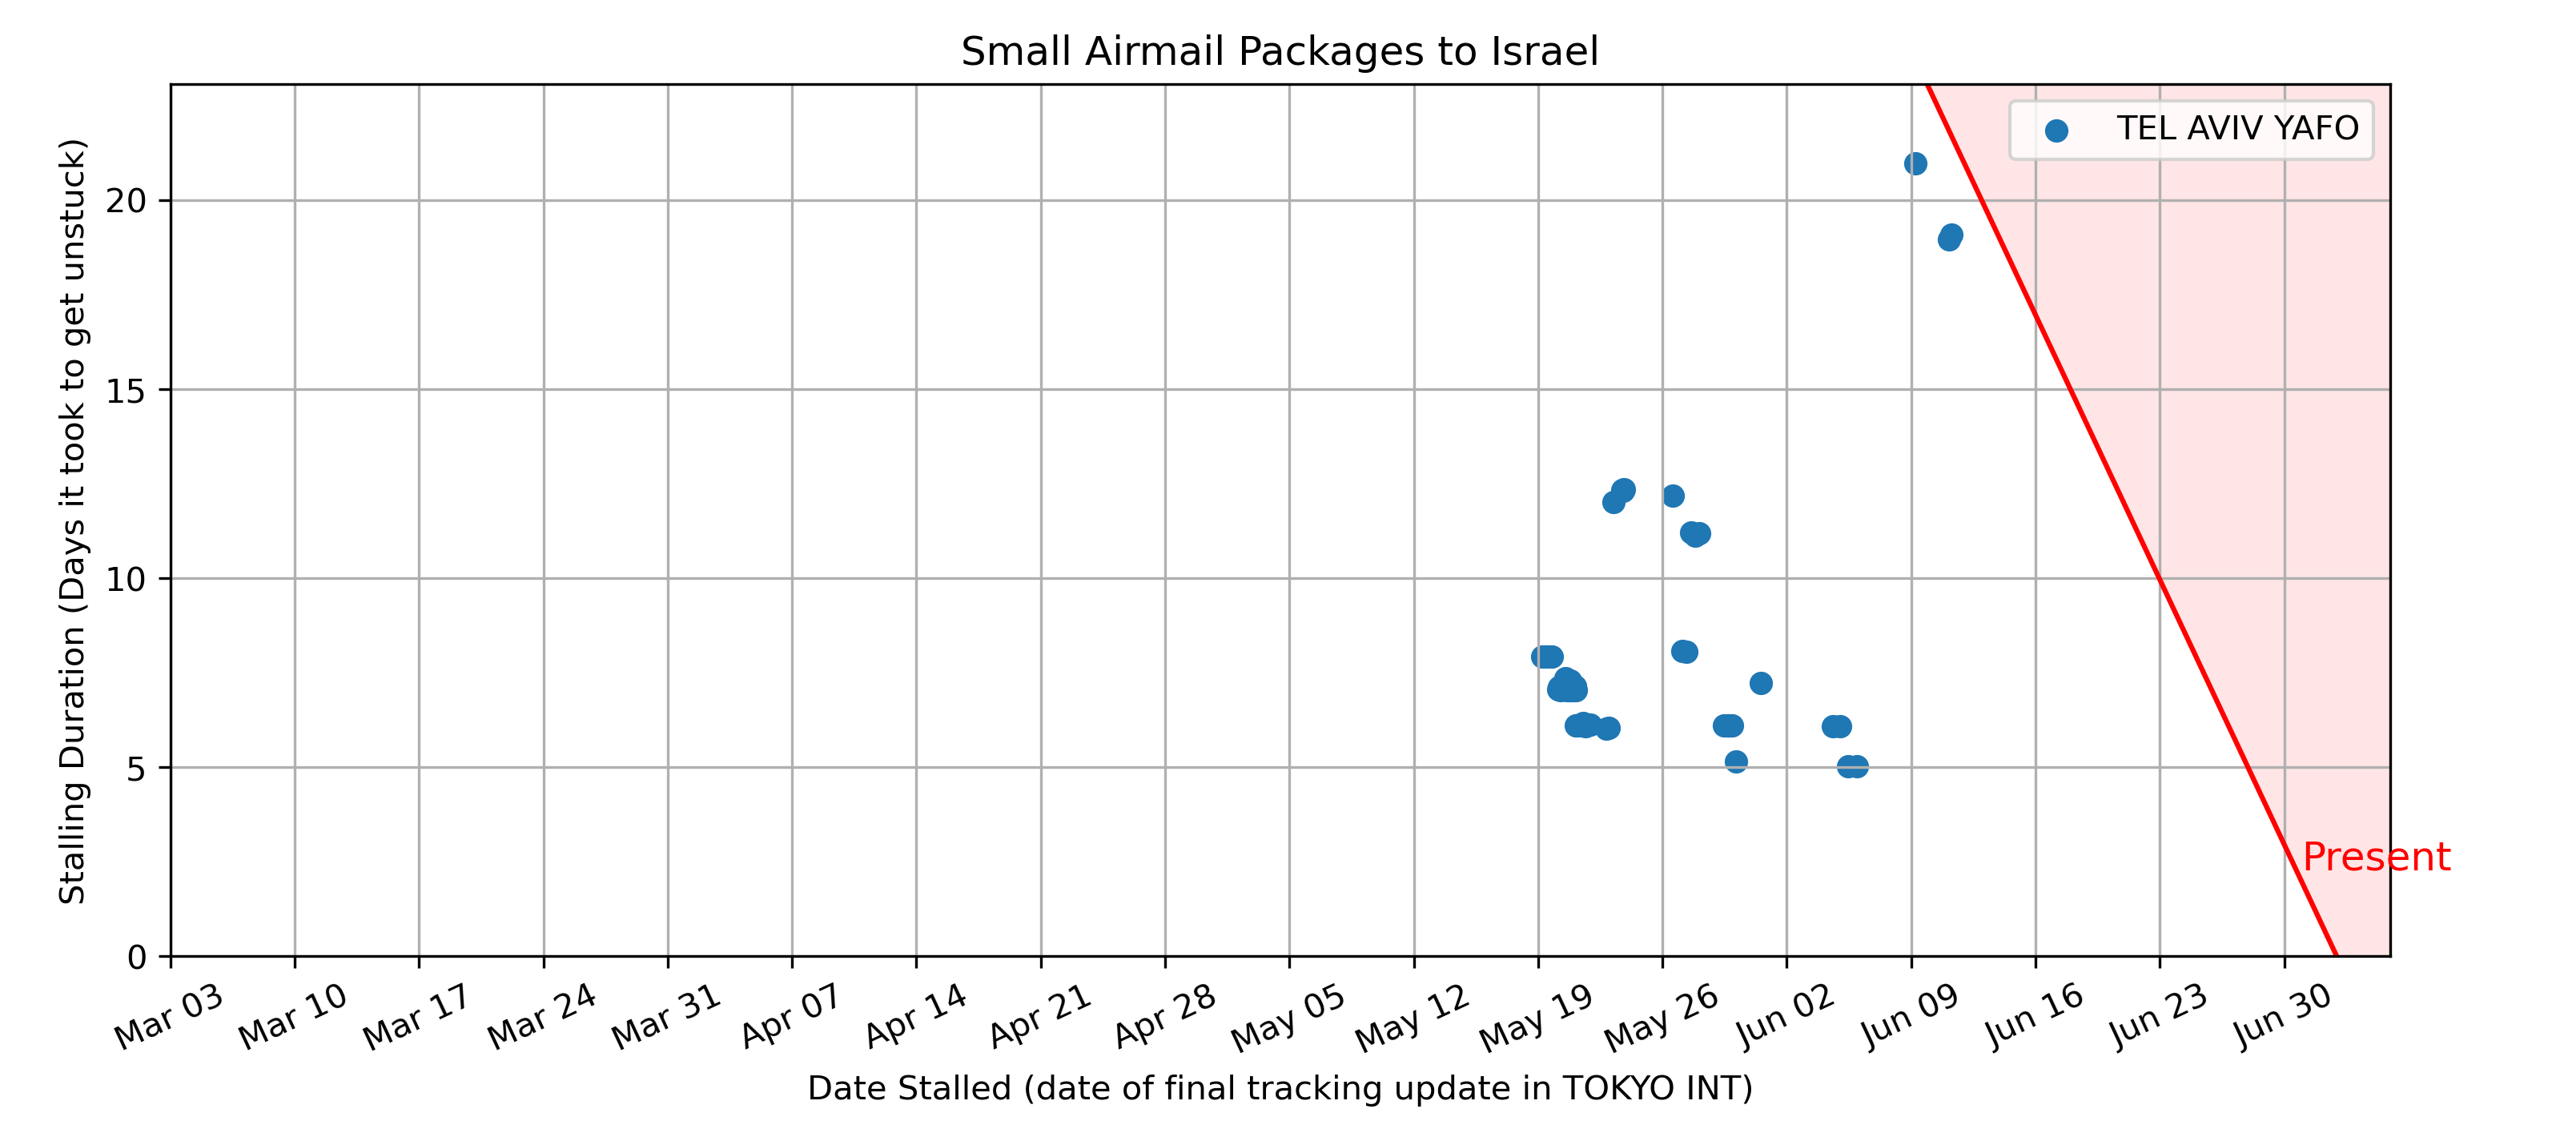 Small Airmail Packages to Israel
TEL AVIV YAFO
Stalling Duration (Days it took to get unstuck)
20
15
10
5
0
Present
Mar 03
Mar 10
Mar 17
Mar 24
Mar 31
Apr 07
Apr 14
Apr 21
Apr 28
May 05
May 12
May 19
May 26
Jun 02
Jun 09
Jun 16
Jun 23
Jun 30
Date Stalled (date of final tracking update in TOKYO INT)